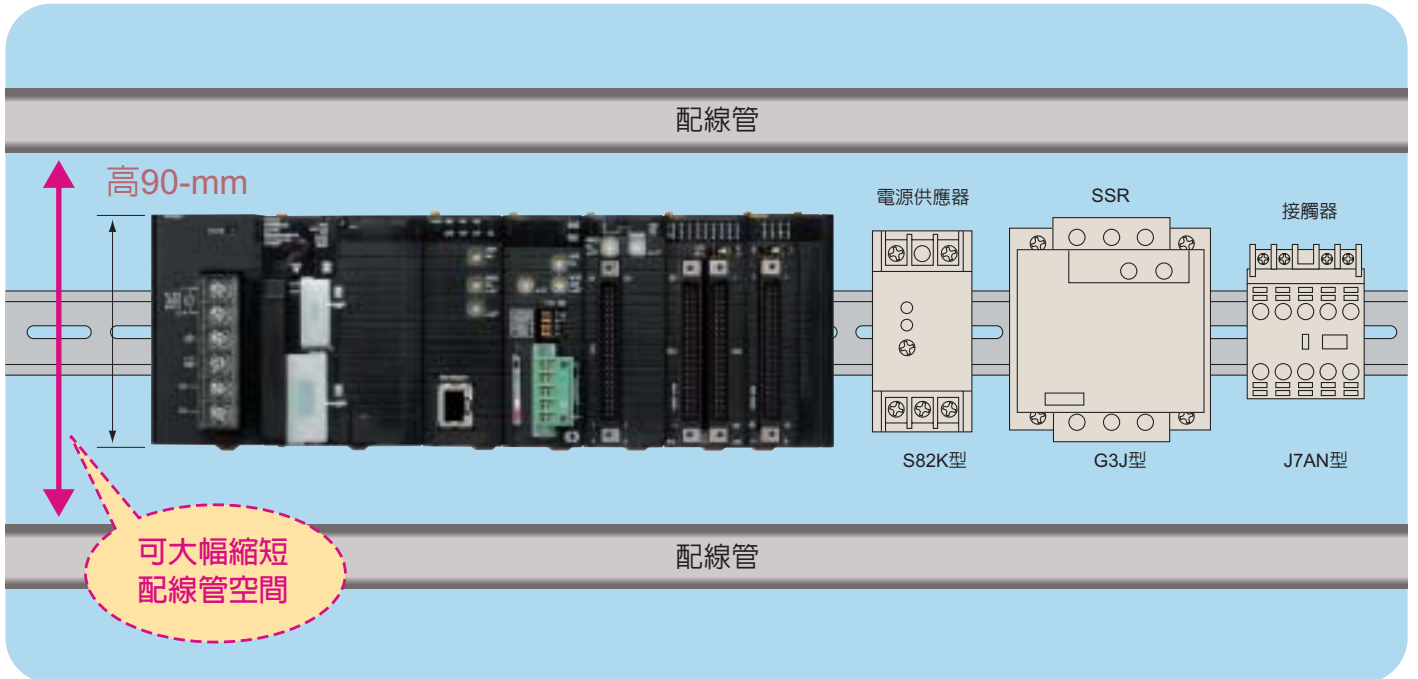 配線管
高90-mm
電源供應器
SSR
接觸器
S82K型
G3J型
J7AN型
可大幅縮短
配線管空間
配線管